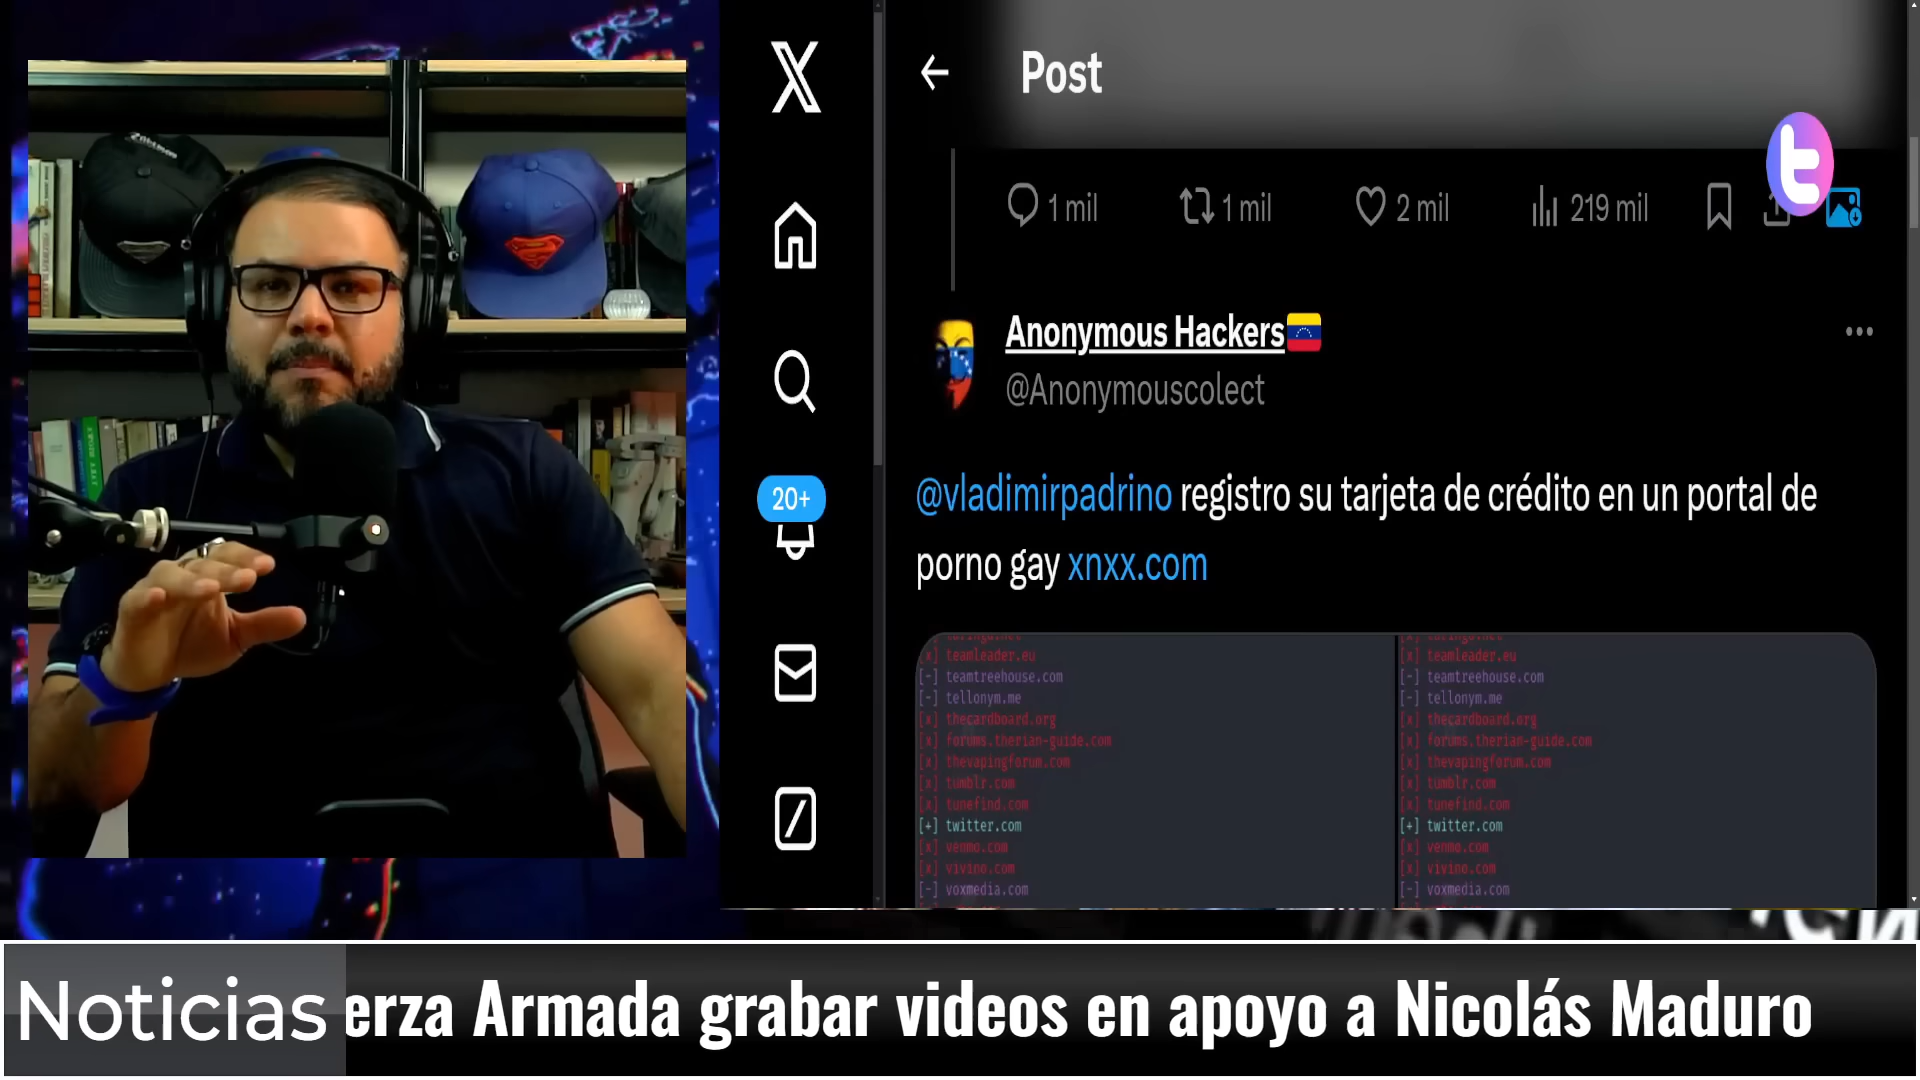 Post
1 mil
1 mil
2 mil
219 mil
Anonymous Hackers
@Anonymouscolect
20+
@vladimirpadrino registro su tarjeta de crédito en un portal de
porno gay xnxx.com
[x] teamleader.eu
[-] teamtreehouse.com
[-] tellonym.me
[x] thecardboard.org
[x] forums.therian-guide.com
[x] thevapingforum.com
[x] tumblr.com
[x] tunefind.com
[+] twitter.com
[x] venmo.com
[x] vivino.com
[-] voxmedia.com
[x] teamleader.eu
[-] teamtreehouse.com
[-] tellonym.me
[x] thecardboard.org
[x] forums.therian-guide.com
[x] thevapingforum.com
[x] tumblr.com
[x] tunefind.com
[+] twitter.com
[x] venmo.com
[x] vivino.com
[-] voxmedia.com
Noticias
erza Armada grabar videos en apoyo a Nicolás Maduro